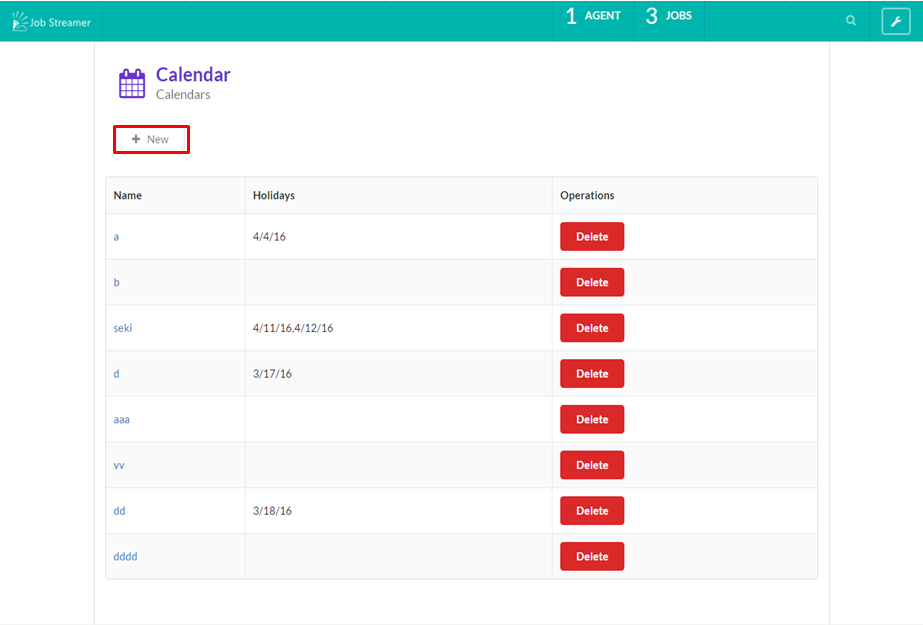 Job Streamer
1 AGENT
3 JOBS
Calendar
Calendars
New
Name Holidays Operations
a 4/4/16 Delete
b Delete
seki 4/11/16,4/12/16 Delete
d 3/17/16 Delete
aaa Delete
vv Delete
dd 3/18/16 Delete
dddd Delete